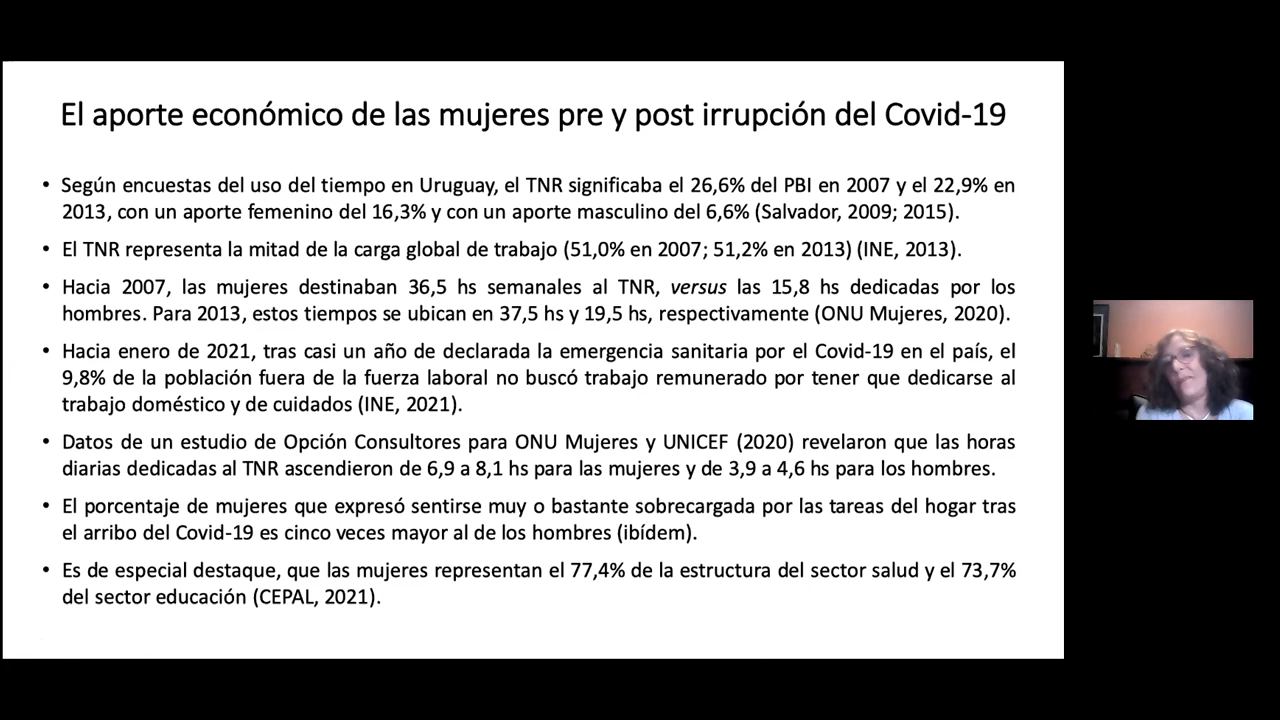 El aporte económico de las mujeres pre y post irrupción del Covid-19
• Según encuestas del uso del tiempo en Uruguay, el TNR significaba el 26,6% del PBI en 2007 y el 22,9% en
2013, con un aporte femenino del 16,3% y con un aporte masculino del 6,6% (Salvador, 2009; 2015).
• El TNR representa la mitad de la carga global de trabajo (51,0% en 2007; 51,2% en 2013) (INE, 2013).
• Hacia 2007, las mujeres destinaban 36,5 hs semanales al TNR, versus las 15,8 hs dedicadas por los
hombres. Para 2013, estos tiempos se ubican en 37,5 hs y 19,5 hs, respectivamente (ONU Mujeres, 2020).
• Hacia enero de 2021, tras casi un año de declarada la emergencia sanitaria por el Covid-19 en el país, el
9,8% de la población fuera de la fuerza laboral no buscó trabajo remunerado por tener que dedicarse al
trabajo doméstico y de cuidados (INE, 2021).
• Datos de un estudio de Opción Consultores para ONU Mujeres y UNICEF (2020) revelaron que las horas
diarias dedicadas al TNR ascendieron de 6,9 a 8,1 hs para las mujeres y de 3,9 a 4,6 hs para los hombres.
• El porcentaje de mujeres que expresó sentirse muy o bastante sobrecargada por las tareas del hogar tras
el arribo del Covid-19 es cinco veces mayor al de los hombres (ibídem).
• Es de especial destaque, que las mujeres representan el 77,4% de la estructura del sector salud y el 73,7%
del sector educación (CEPAL, 2021).